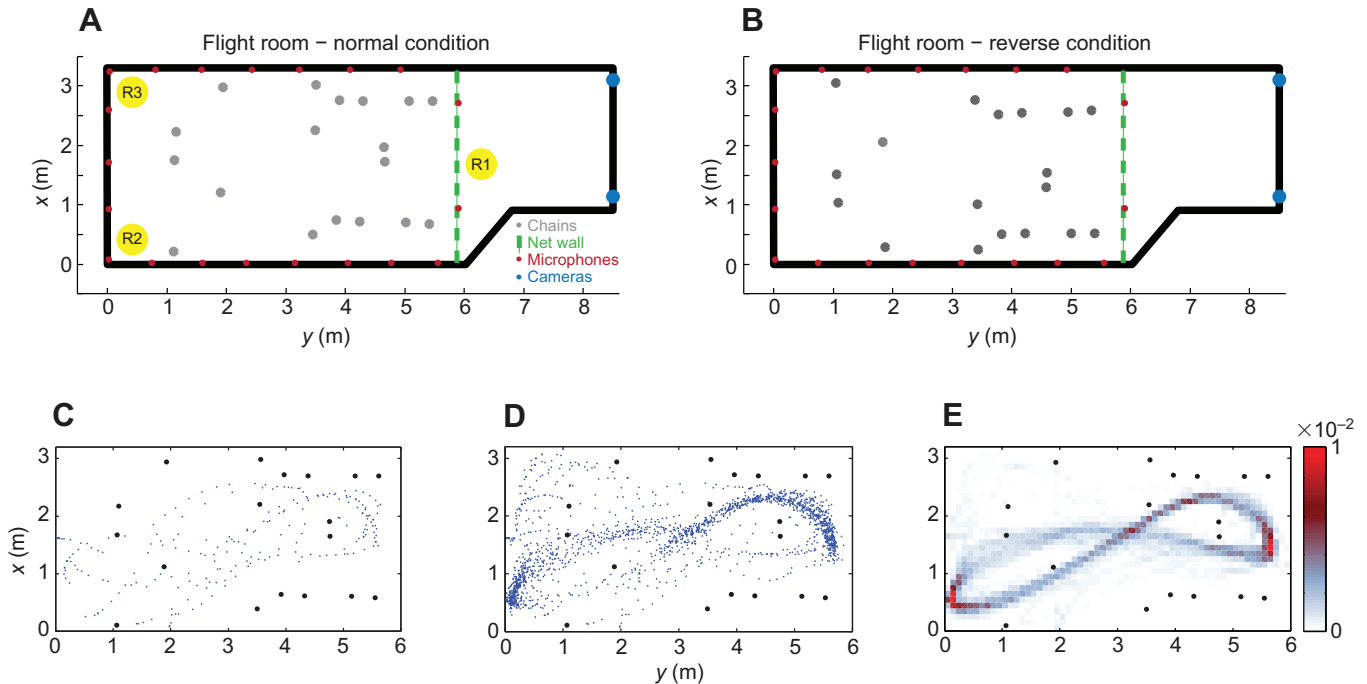 A
Flight room – normal condition
x (m)
3
2
1
0
R3
R2
R1
Chains
Net wall
Microphones
Cameras
0 1 2 3 4 5 6 7 8
y (m)
B
Flight room – reverse condition
x (m)
3
2
1
0
0 1 2 3 4 5 6 7 8
y (m)
C
x (m)
3
2
1
0
0 1 2 3 4 5 6
D
3
2
1
0
0 1 2 3 4 5 6
y (m)
E
3
2
1
0
0 1 2 3 4 5 6
×10⁻²
1
0